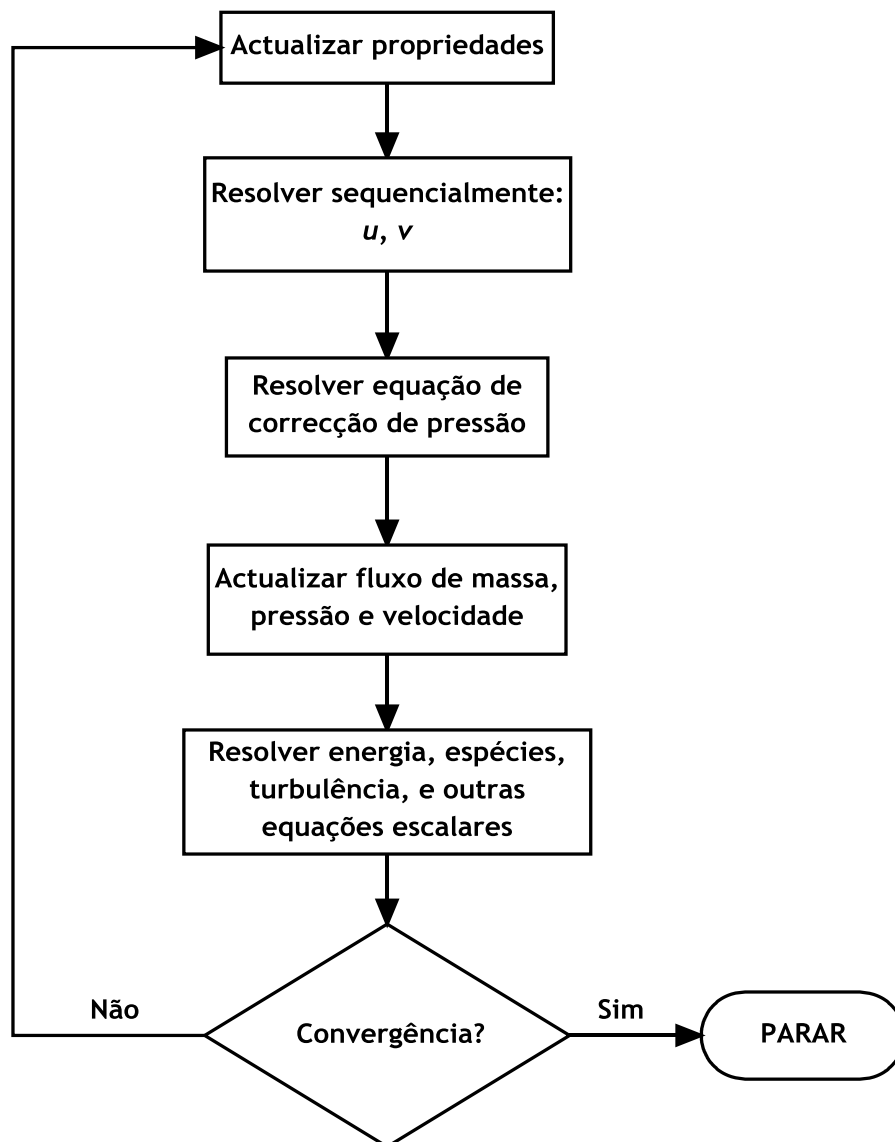 Actualizar propriedades
Resolver sequencialmente:
u, v
Resolver equação de
correcção de pressão
Actualizar fluxo de massa,
pressão e velocidade
Resolver energia, espécies,
turbulência, e outras
equações escalares
Não
Convergência?
Sim
PARAR